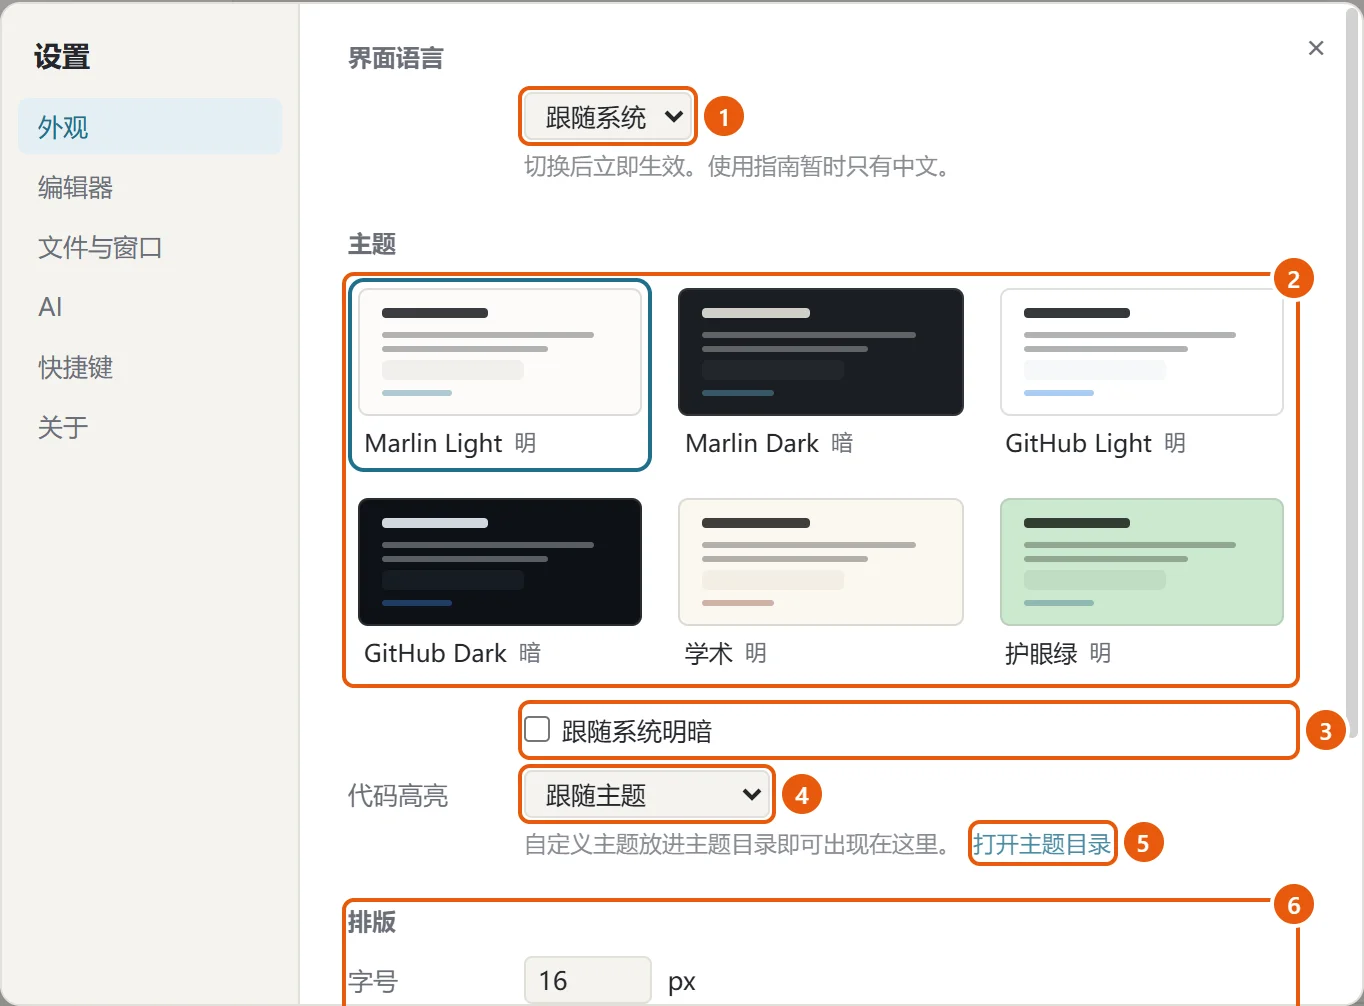 设置
外观
编辑器
文件与窗口
AI
快捷键
关于
界面语言
跟随系统 1
切换后立即生效。使用指南暂时只有中文。
主题
2
Marlin Light 明
Marlin Dark 暗
GitHub Light 明
GitHub Dark 暗
学术 明
护眼绿 明
跟随系统明暗 3
代码高亮 跟随主题 4
自定义主题放进主题目录即可出现在这里。 打开主题目录 5
6
排版
字号 16 px